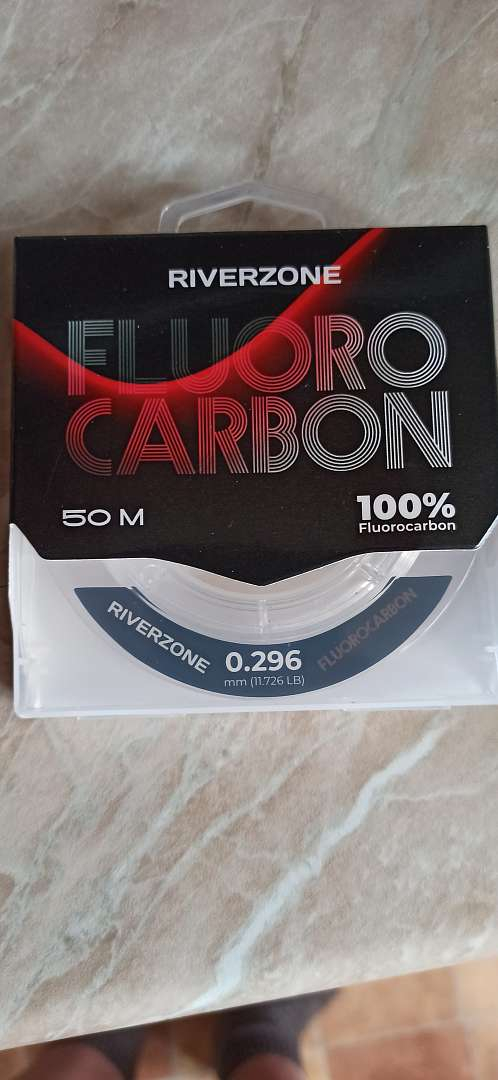 RIVERZONE
FLUORO
CARBON
50 M
100%
Fluorocarbon
RIVERZONE
0.296
mm (11.726 LB)
FLUOROCARBON